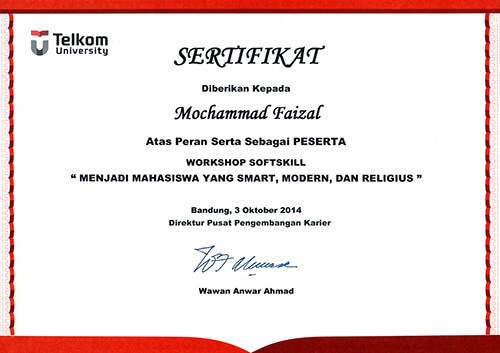 Telkom
University
SERTIFIKAT
Diberikan Kepada
Mochammad Faizal
Atas Peran Serta Sebagai PESERTA
WORKSHOP SOFTSKILL
“ MENJADI MAHASISWA YANG SMART, MODERN, DAN RELIGIUS ”
Bandung, 3 Oktober 2014
Direktur Pusat Pengembangan Karier
Wawan Anwar Ahmad